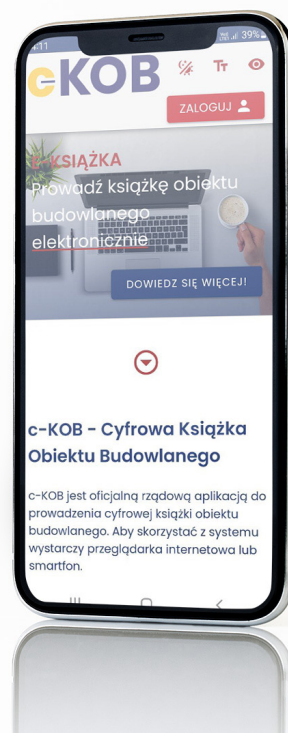 4:11
39%
c-KOB
Tт
ZALOGUJ
E-KSIĄŻKA
Prowadź książkę obiektu
budowlanego
elektronicznie
DOWIEDZ SIĘ WIĘCEJ!
c-KOB - Cyfrowa Książka
Obiektu Budowlanego
c-KOB jest oficjalną rządową aplikacją do
prowadzenia cyfrowej książki obiektu
budowlanego. Aby skorzystać z systemu
wystarczy przeglądarka internetowa lub
smartfon.